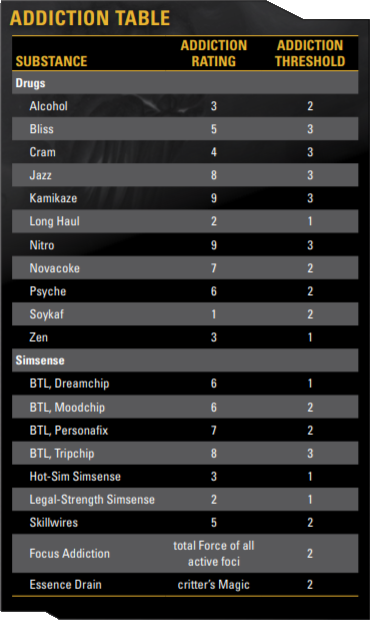 ADDICTION TABLE
SUBSTANCE ADDICTION RATING ADDICTION THRESHOLD
Drugs
Alcohol 3 2
Bliss 5 3
Cram 4 3
Jazz 8 3
Kamikaze 9 3
Long Haul 2 1
Nitro 9 3
Novacoke 7 2
Psyche 6 2
Soykaf 1 2
Zen 3 1
Simsense
BTL, Dreamchip 6 1
BTL, Moodchip 6 2
BTL, Personafix 7 2
BTL, Tripchip 8 3
Hot-Sim Simsense 3 1
Legal-Strength Simsense 2 1
Skillwires 5 2
Focus Addiction total Force of all active foci 2
Essence Drain critter's Magic 2